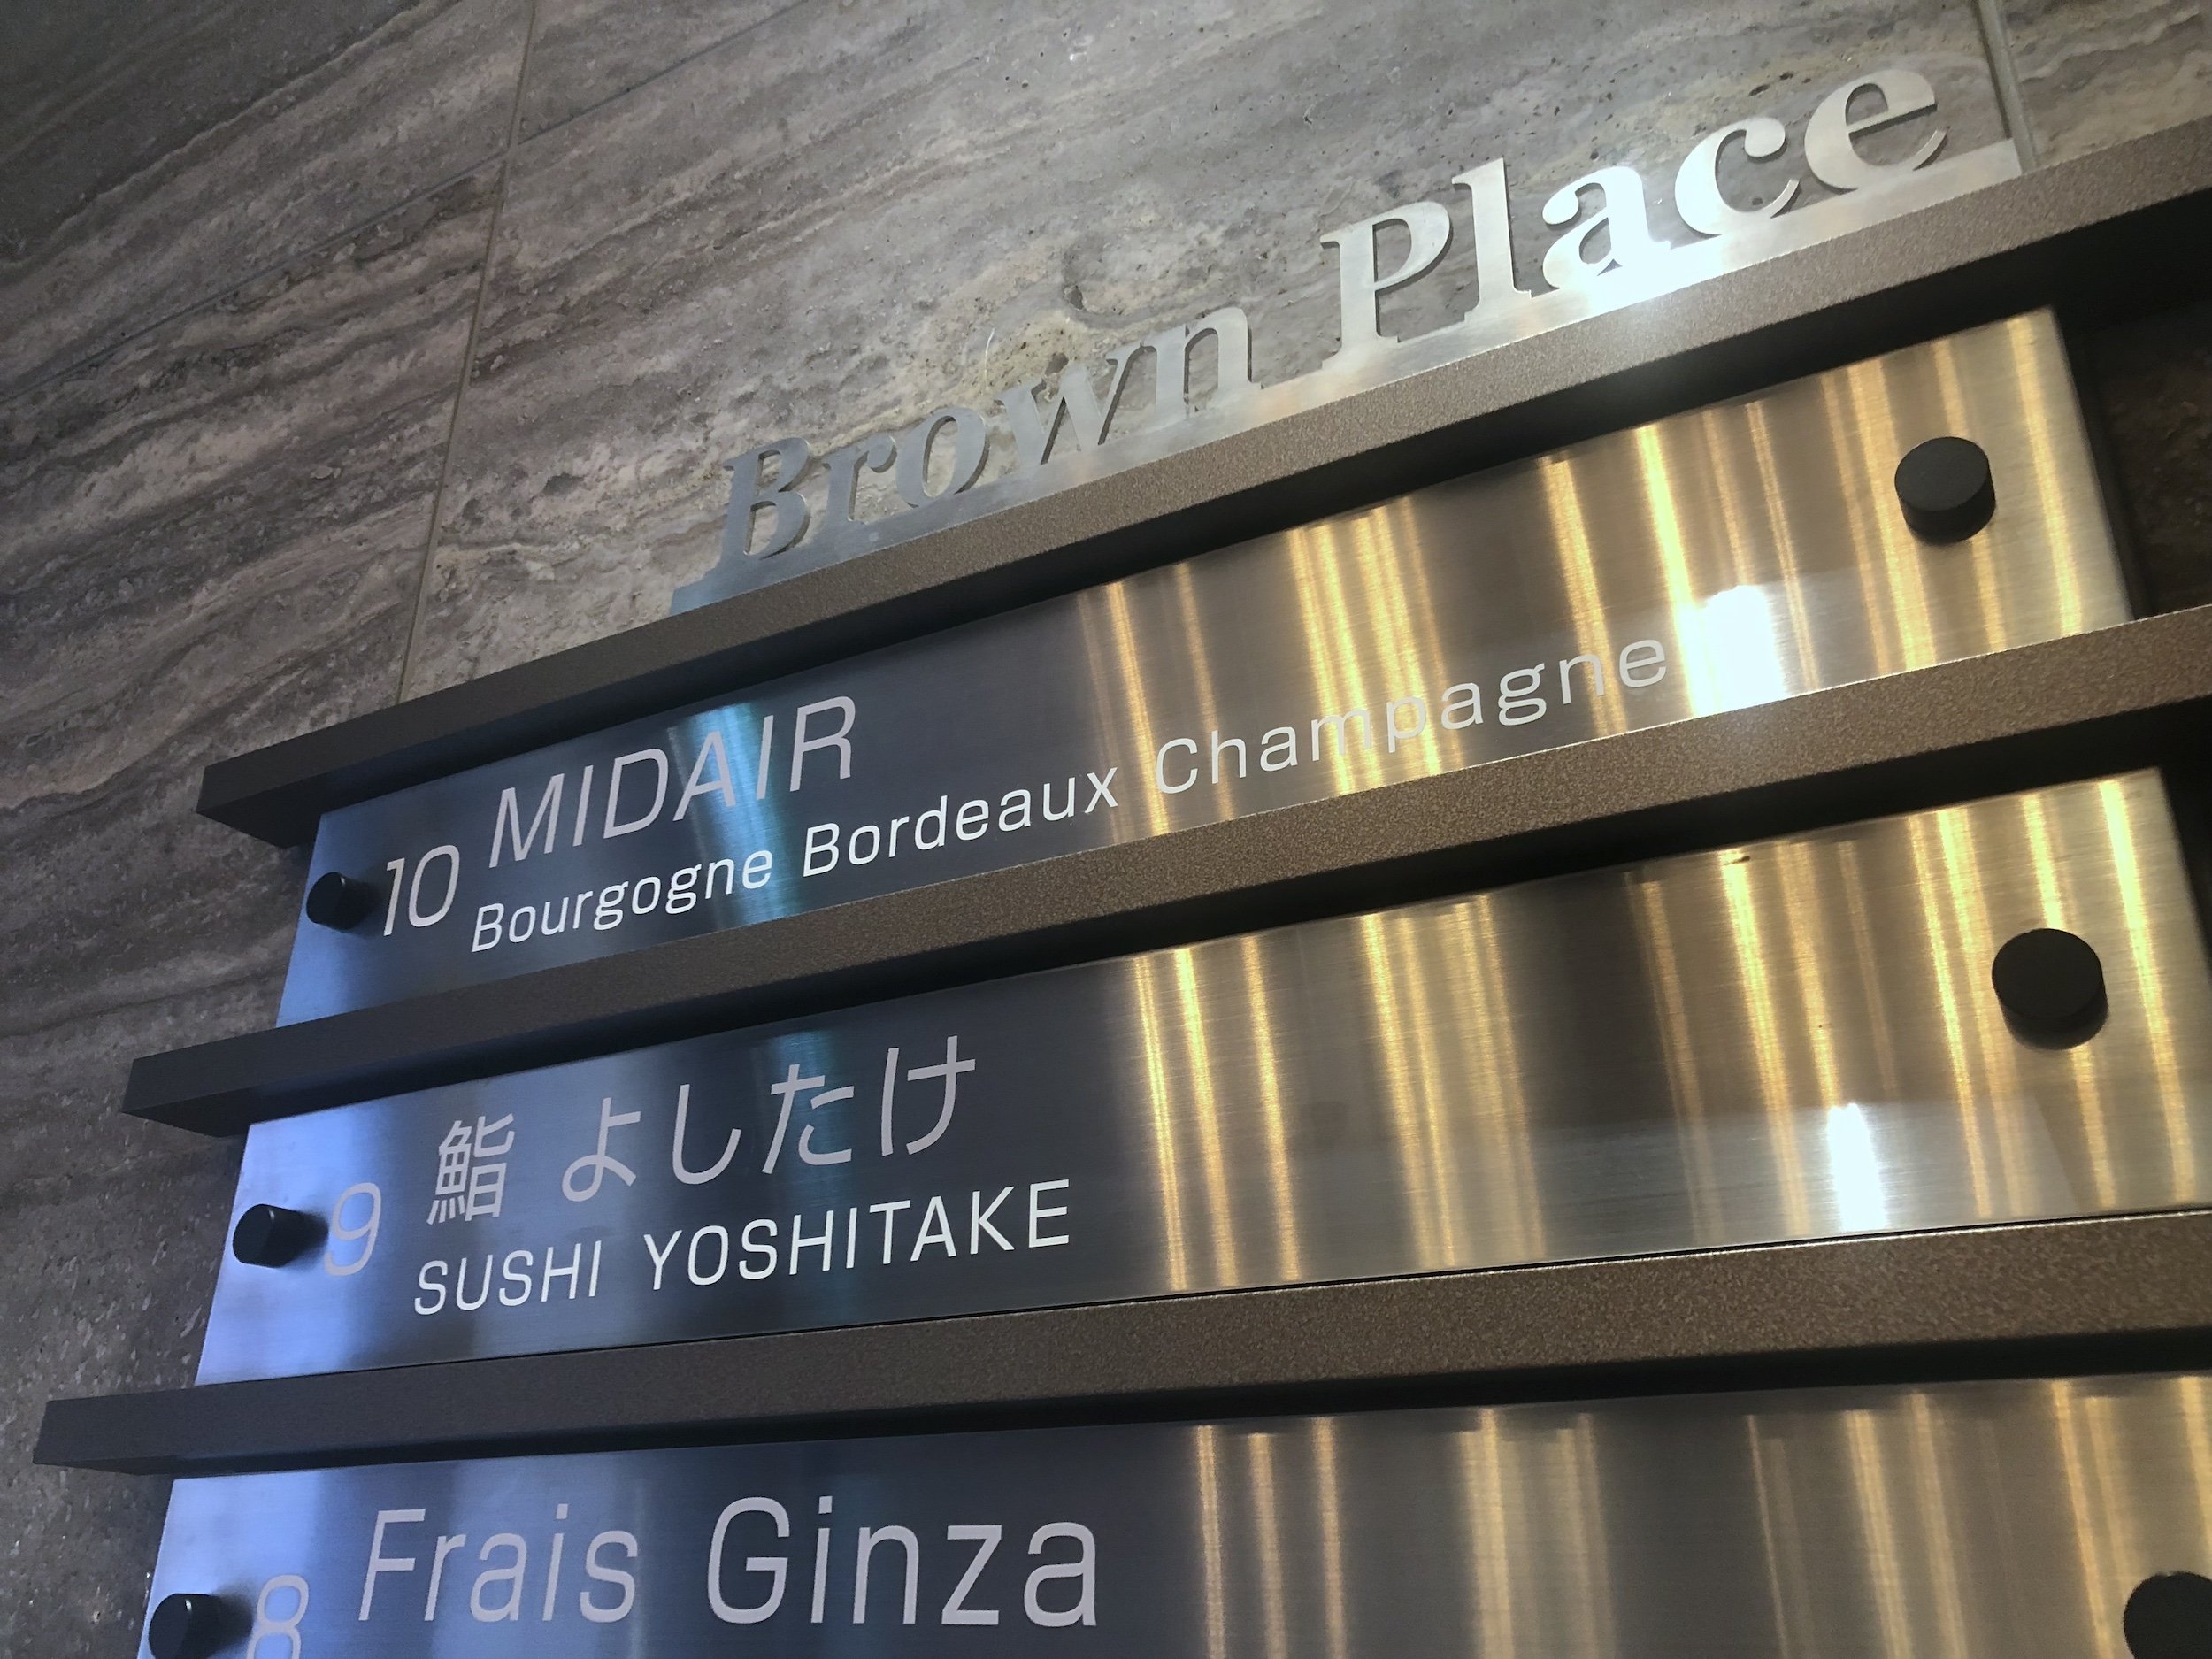 Brown Place
10 MIDAIR
Bourgogne Bordeaux Champagne
9 鮨 よしたけ
SUSHI YOSHITAKE
8 Frais Ginza